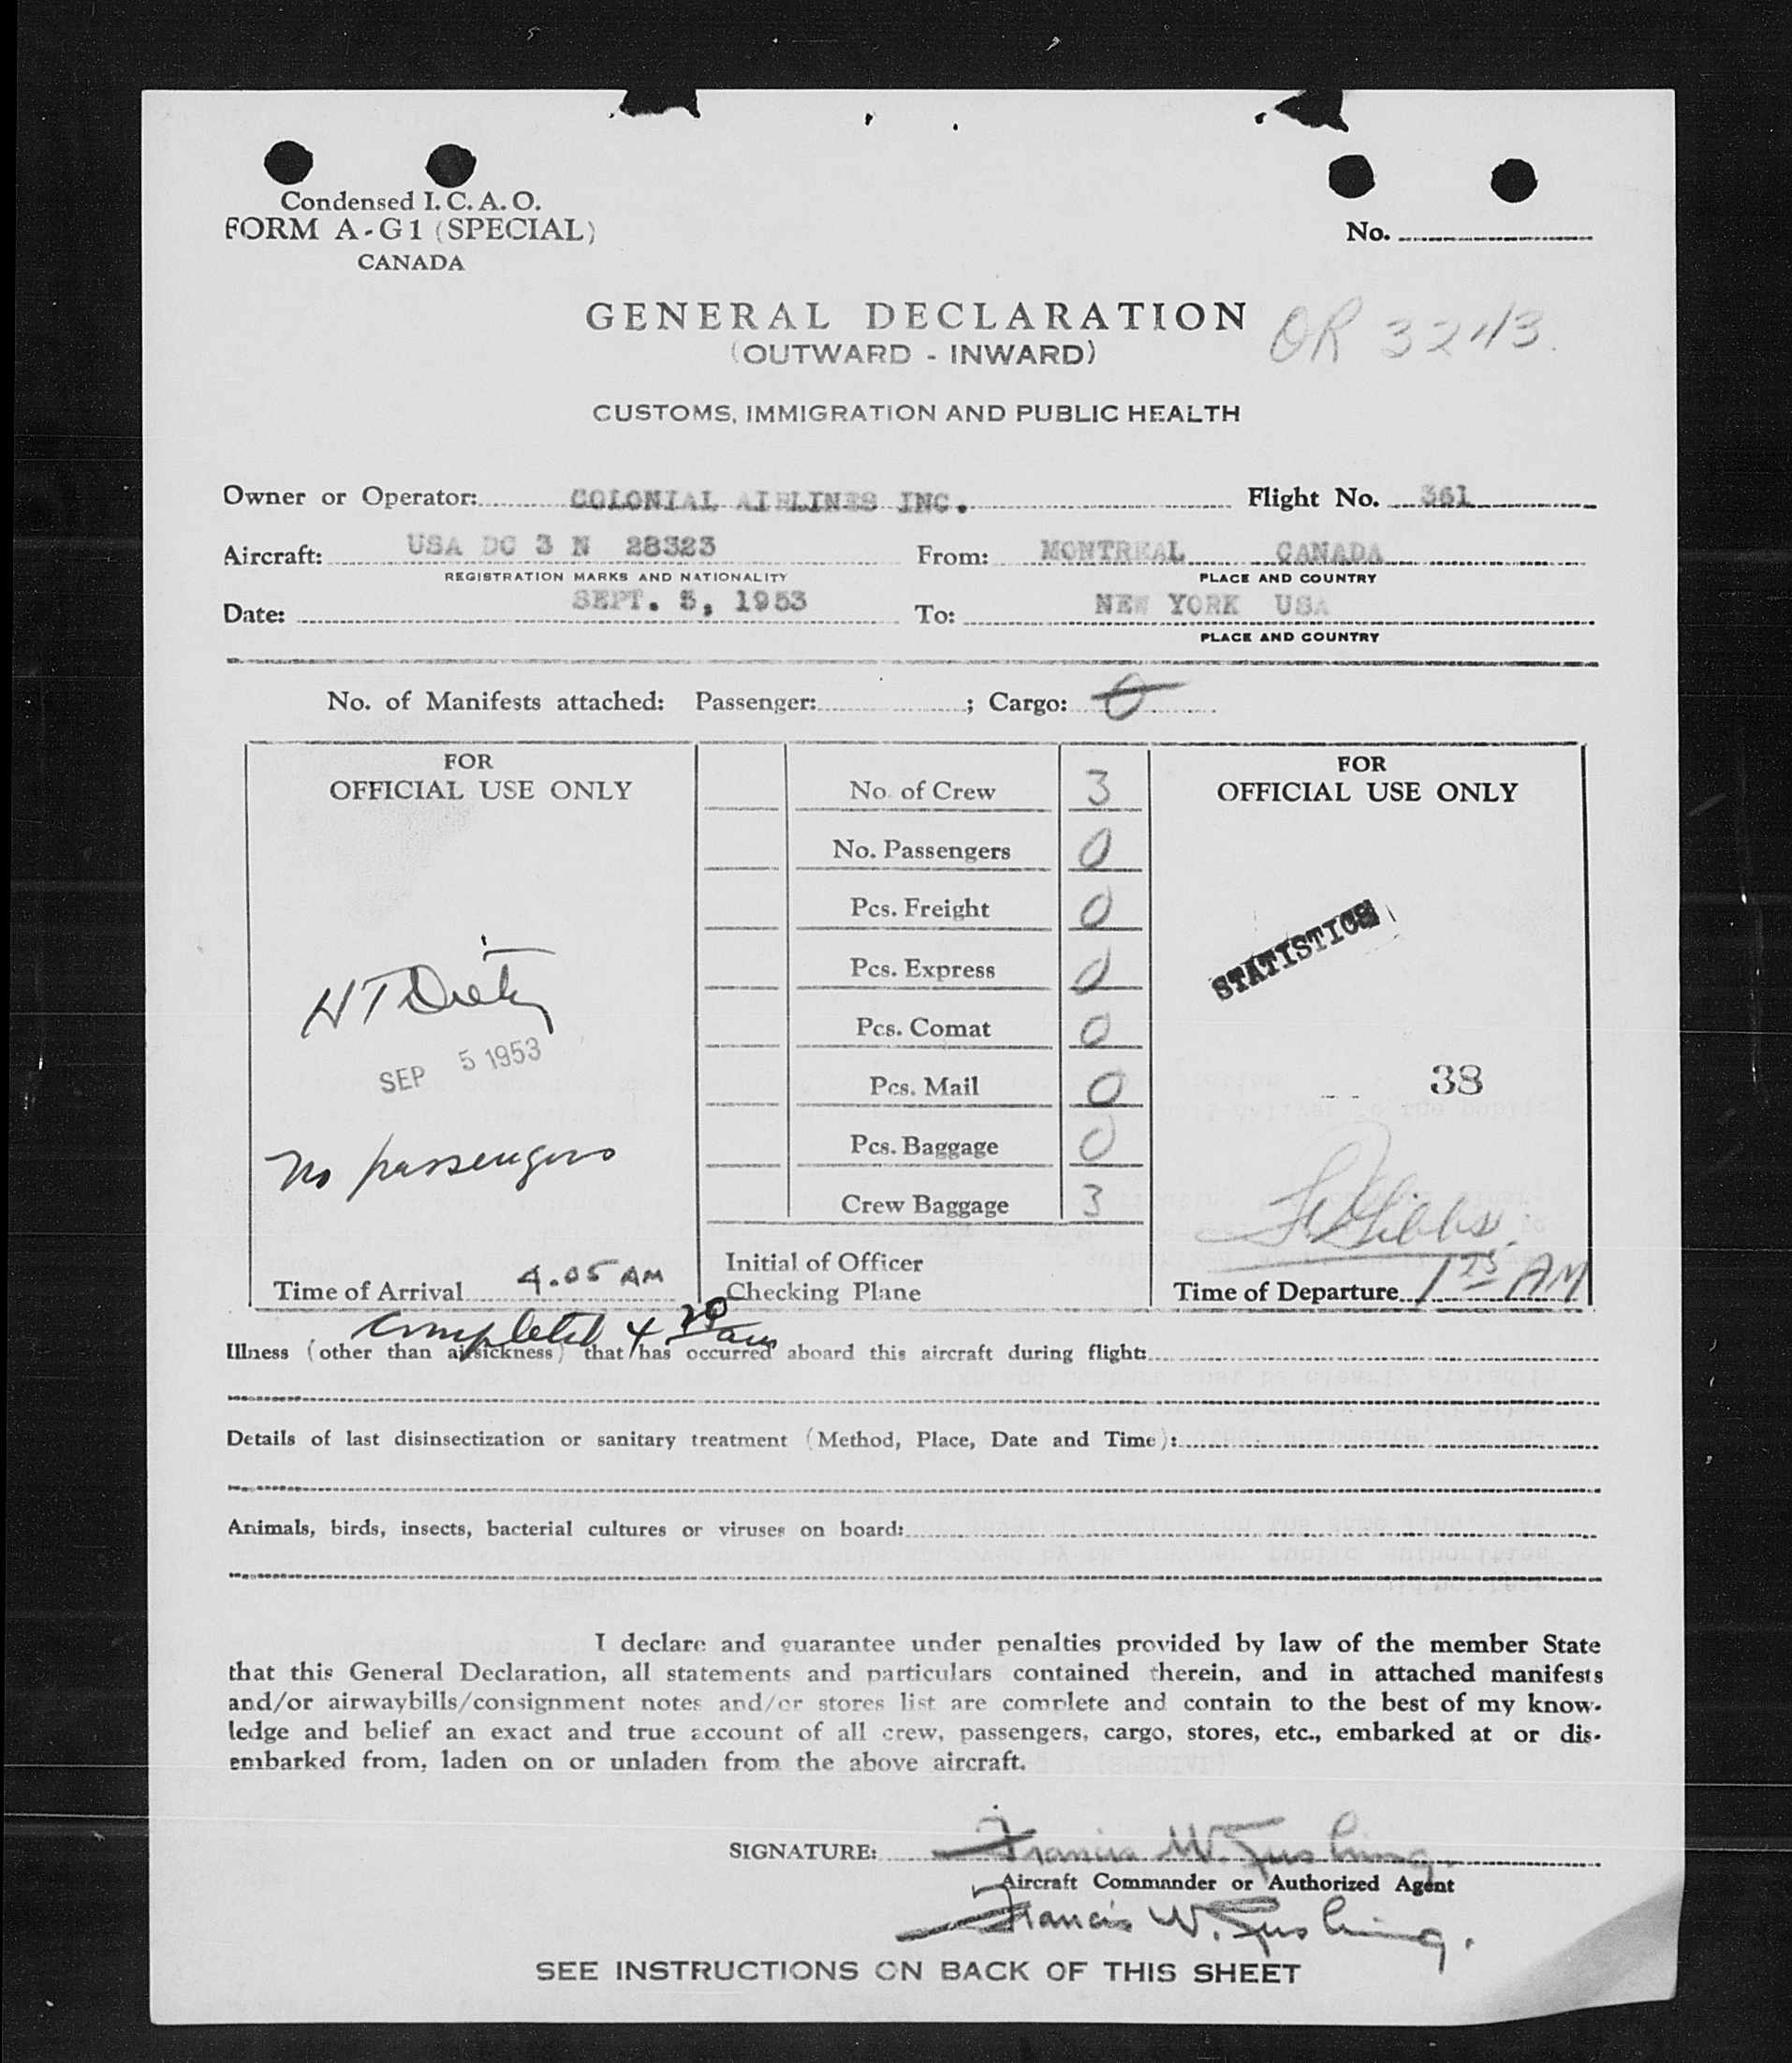 Condensed I. C. A. O.
FORM A-G1 (SPECIAL)
CANADA
No.
GENERAL DECLARATION
OR 3243.
(OUTWARD - INWARD)
CUSTOMS, IMMIGRATION AND PUBLIC HEALTH
Owner or Operator: COLONIAL AIRLINES INC. Flight No. 361
Aircraft: USA DC 3 N 28323 From: MONTREAL CANADA
REGISTRATION MARKS AND NATIONALITY PLACE AND COUNTRY
Date: SEPT. 5, 1953 To: NEW YORK USA
PLACE AND COUNTRY
No. of Manifests attached: Passenger: ; Cargo: 0
FOR
OFFICIAL USE ONLY
SEP 5 1953
No passengers
Time of Arrival 4.05 AM
Completed 4 20 am
No. of Crew 3
No. Passengers 0
Pcs. Freight 0
Pcs. Express 0
Pcs. Comat 0
Pcs. Mail 0
Pcs. Baggage 0
Crew Baggage 3
Initial of Officer
Checking Plane
FOR
OFFICIAL USE ONLY
STATISTICS
38
Time of Departure 1 25 AM
Illness (other than airsickness) that has occurred aboard this aircraft during flight:
Details of last disinsectization or sanitary treatment (Method, Place, Date and Time):
Animals, birds, insects, bacterial cultures or viruses on board:
I declare and guarantee under penalties provided by law of the member State
that this General Declaration, all statements and particulars contained therein, and in attached manifests
and/or airwaybills/consignment notes and/or stores list are complete and contain to the best of my know-
ledge and belief an exact and true account of all crew, passengers, cargo, stores, etc., embarked at or dis-
embarked from, laden on or unladen from the above aircraft.
SIGNATURE: Francis W.
Aircraft Commander or Authorized Agent
Francis W.
SEE INSTRUCTIONS ON BACK OF THIS SHEET